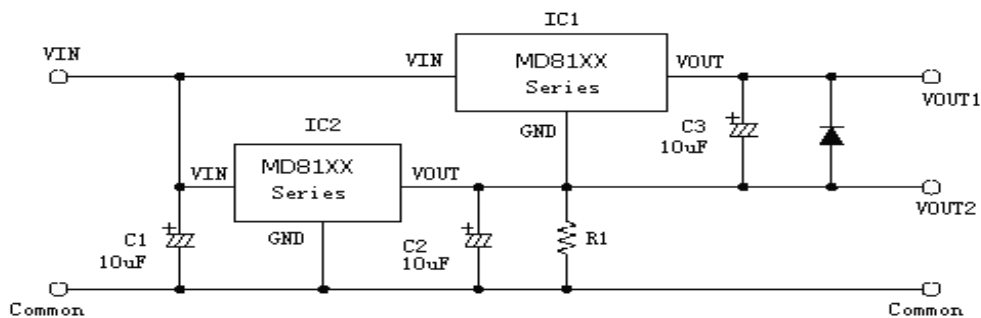 IC1
VIN
VIN
MD81XX
Series
VOUT
VOUT1
GND
C3
10uF
IC2
VIN
MD81XX
Series
VOUT
VOUT2
GND
C1
10uF
C2
10uF
R1
Common
Common